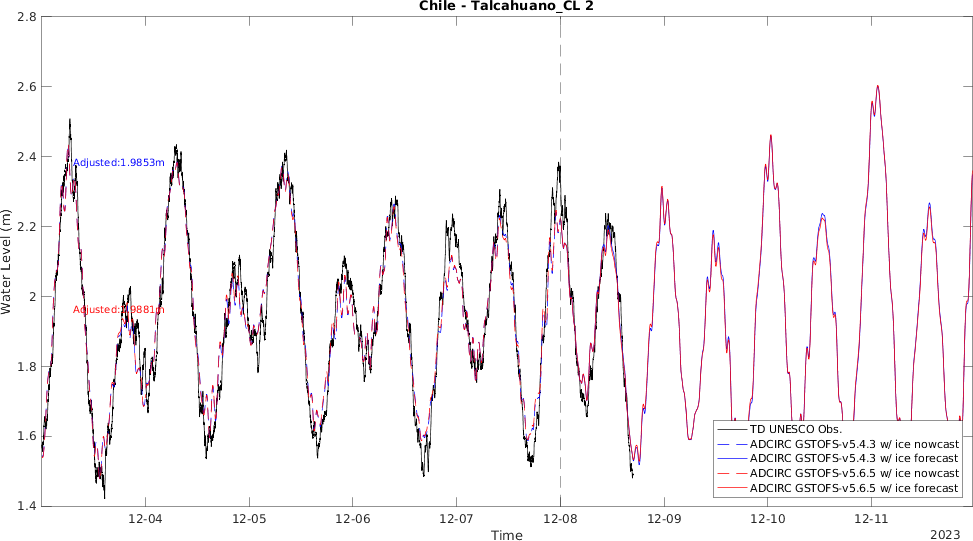 Chile - Talcahuano_CL 2
2.8
2.6
2.4
2.2
2
1.8
1.6
1.4
Water Level (m)
Adjusted:1.9853m
Adjusted:1.9881m
TD UNESCO Obs.
ADCIRC GSTOFS-v5.4.3 w/ ice nowcast
ADCIRC GSTOFS-v5.4.3 w/ ice forecast
ADCIRC GSTOFS-v5.6.5 w/ ice nowcast
ADCIRC GSTOFS-v5.6.5 w/ ice forecast
12-04 12-05 12-06 12-07 12-08 12-09 12-10 12-11
Time
2023